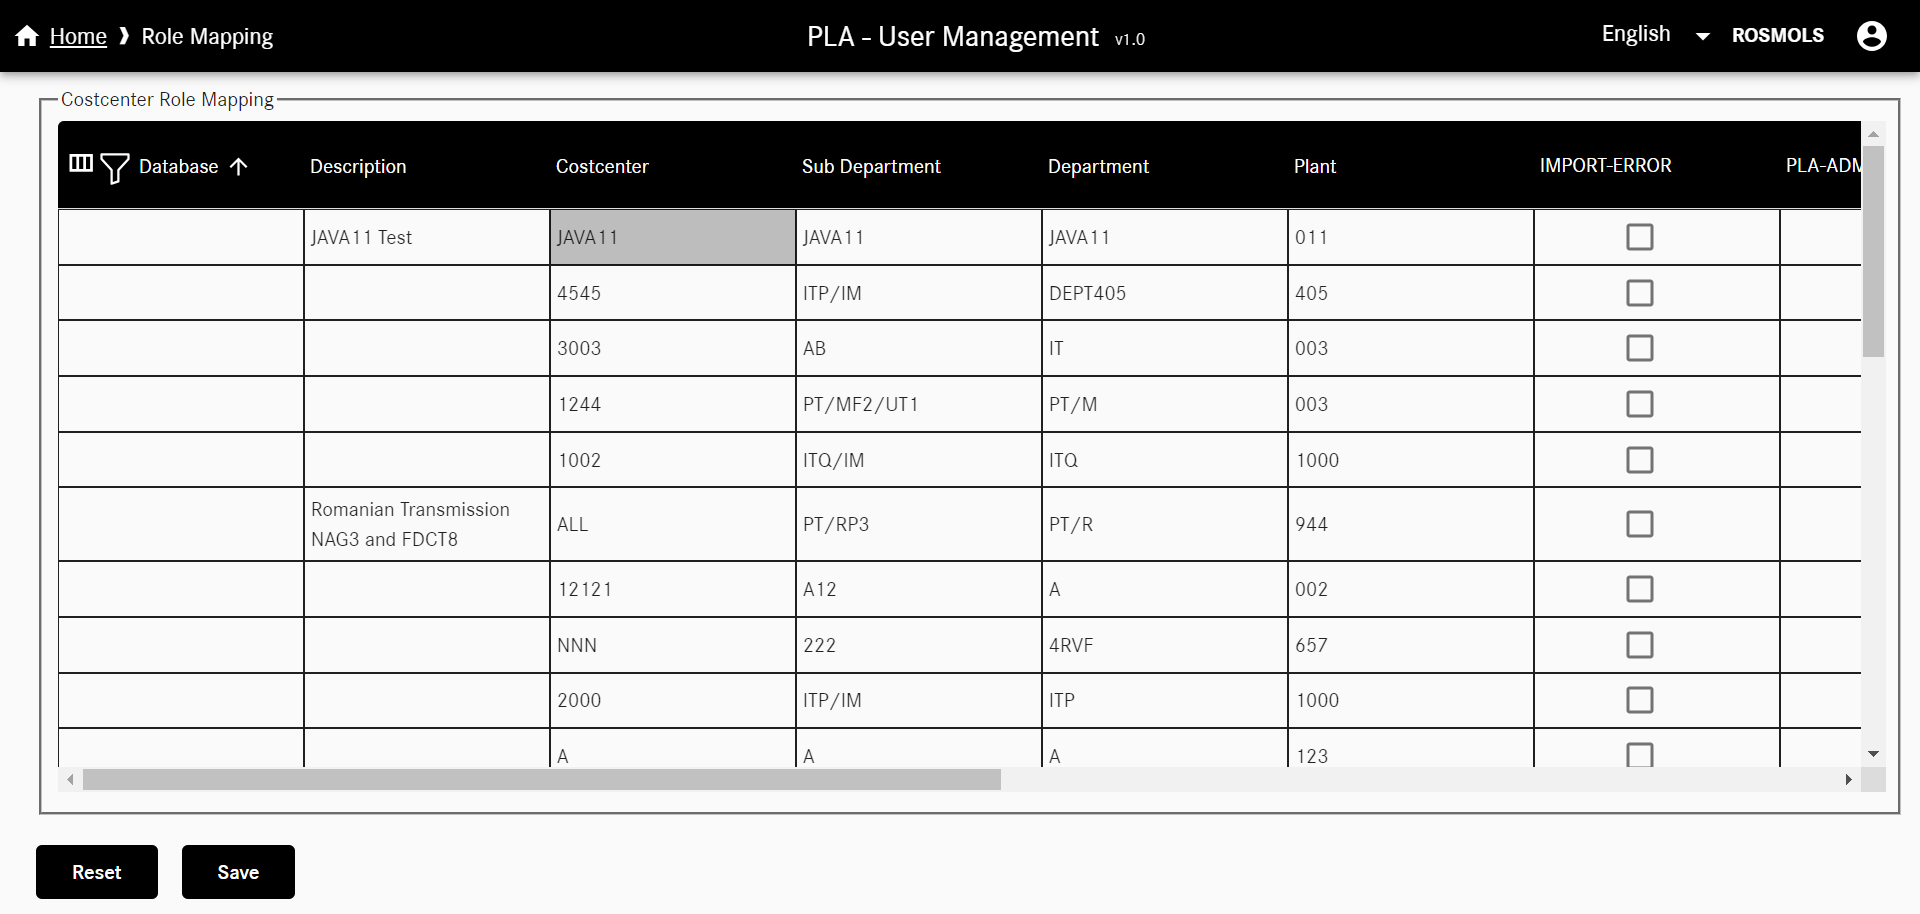 Home ❱ Role Mapping
PLA - User Management v1.0
English
ROSMOLS
Costcenter Role Mapping
Database Description Costcenter Sub Department Department Plant IMPORT-ERROR PLA-ADM
JAVA11 Test JAVA11 JAVA11 JAVA11 011
4545 ITP/IM DEPT405 405
3003 AB IT 003
1244 PT/MF2/UT1 PT/M 003
1002 ITQ/IM ITQ 1000
Romanian Transmission
NAG3 and FDCT8 ALL PT/RP3 PT/R 944
12121 A12 A 002
NNN 222 4RVF 657
2000 ITP/IM ITP 1000
A A A 123
Reset Save